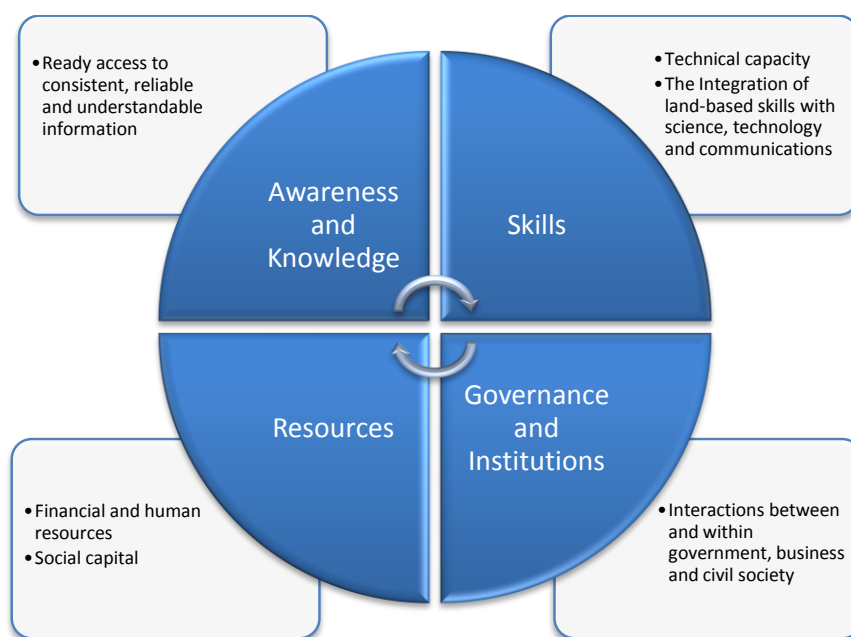 •Ready access to
consistent, reliable
and understandable
information
•Technical capacity
•The Integration of
land-based skills with
science, technology
and communications
Awareness
and
Knowledge
Skills
Resources
Governance
and
Institutions
•Financial and human
resources
•Social capital
•Interactions between
and within
government, business
and civil society